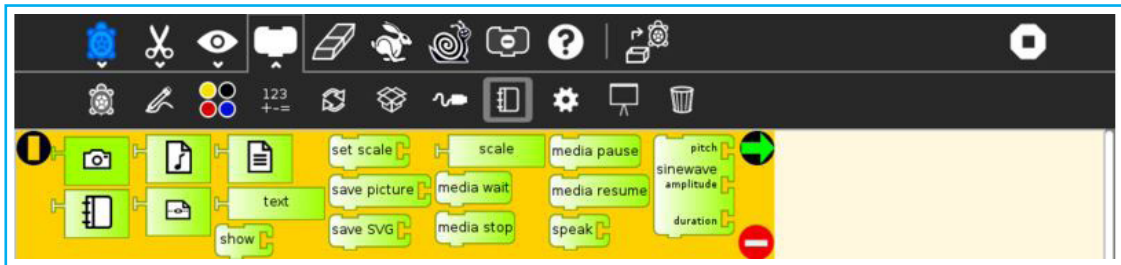 ?
123
+-=
set scale
scale
media pause
pitch
sinewave
amplitude
save picture
media wait
media resume
text
duration
show
save SVG
media stop
speak